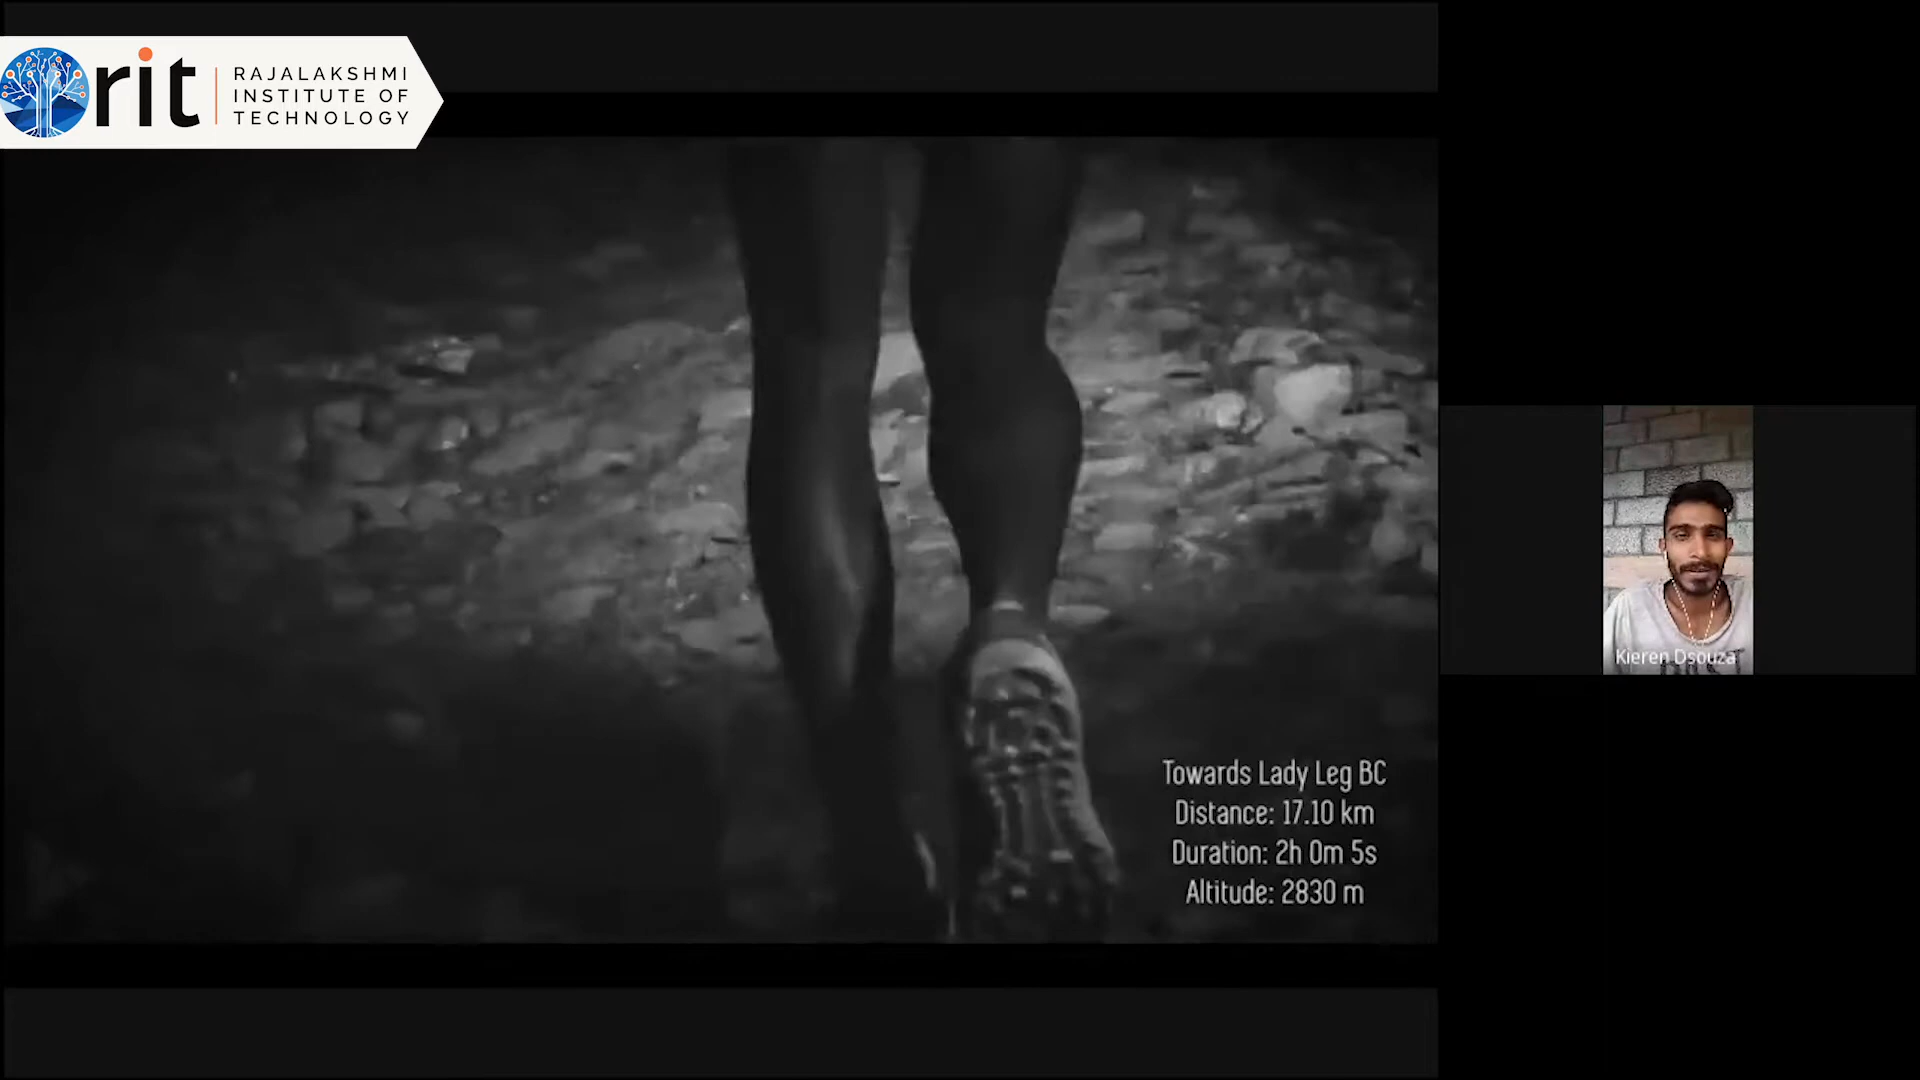 rit
RAJALAKSHMI
INSTITUTE OF
TECHNOLOGY
Kieren Dsouza
Towards Lady Leg BC
Distance: 17.10 km
Duration: 2h 0m 5s
Altitude: 2830 m